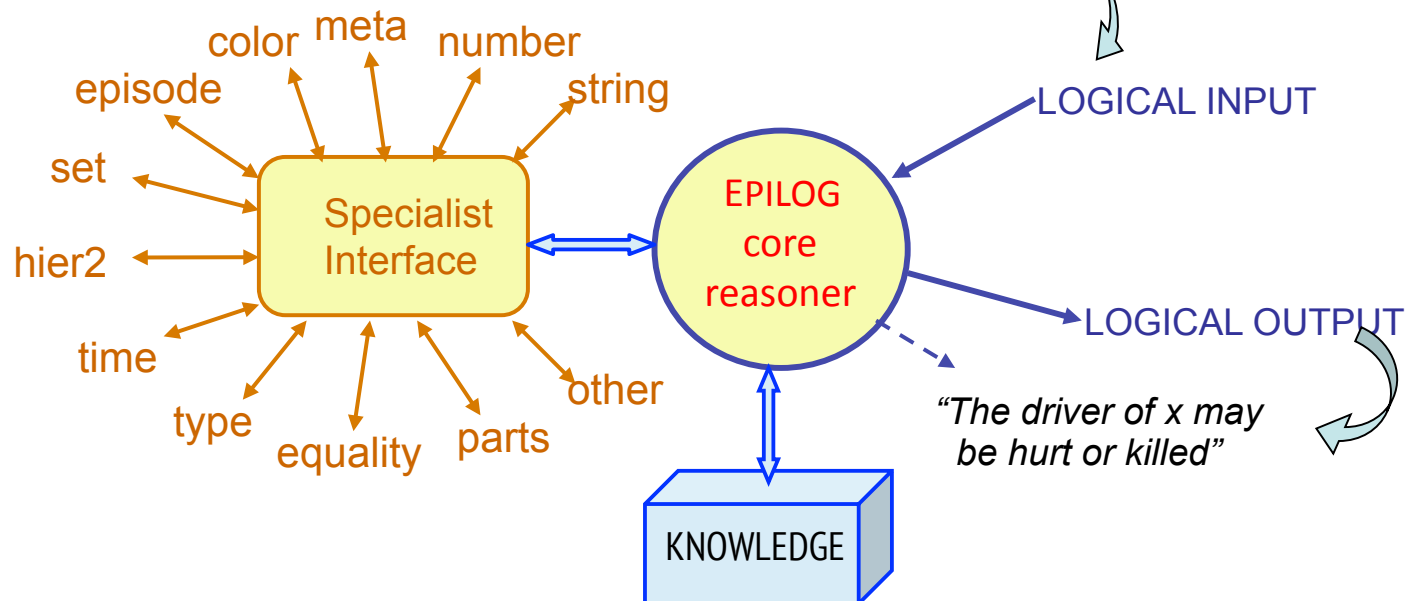 color
meta
number
episode
string
set
hier2
time
type
equality
parts
other
Specialist
Interface
EPILOG
core
reasoner
KNOWLEDGE
LOGICAL INPUT
LOGICAL OUTPUT
“The driver of x may
be hurt or killed”